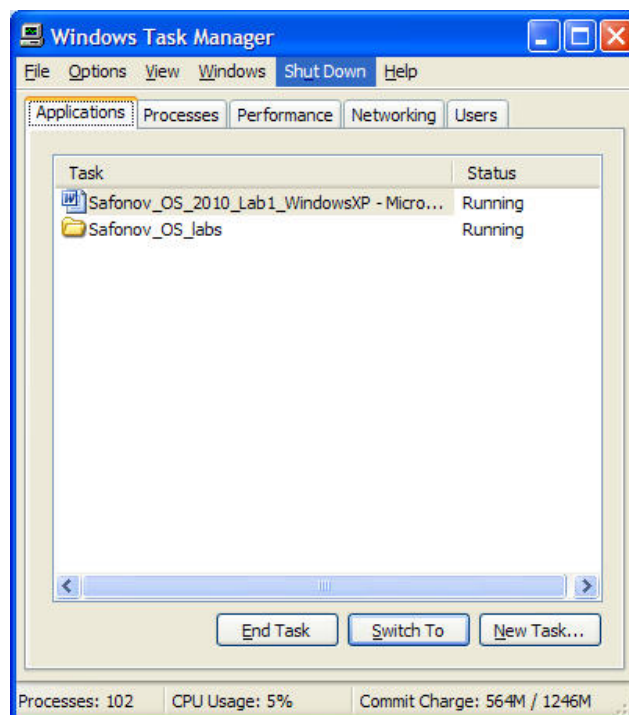 Windows Task Manager
File Options View Windows Shut Down Help
Applications Processes Performance Networking Users
Task Status
Safonov_OS_2010_Lab1_WindowsXP - Micro... Running
Safonov_OS_labs Running
End Task Switch To New Task...
Processes: 102 CPU Usage: 5% Commit Charge: 564M / 1246M